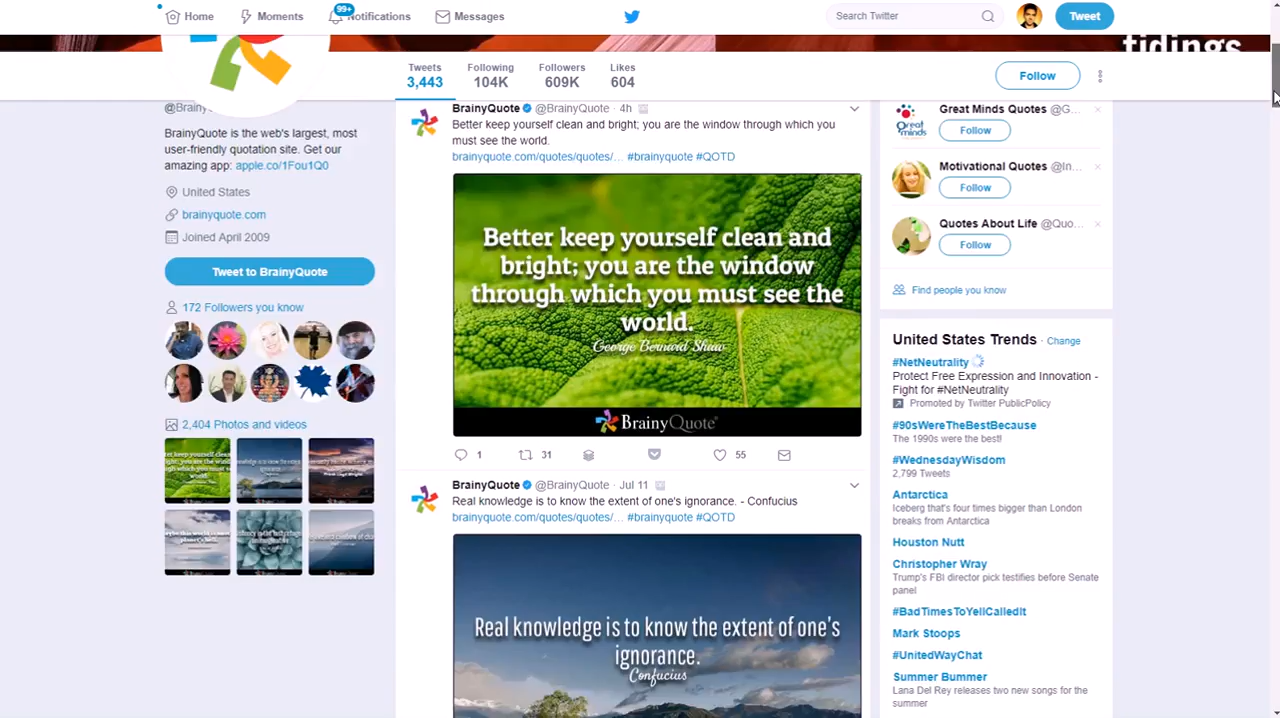 Home
Moments
99+
Notifications
Messages
Search Twitter
Tweet
tidings
Tweets
3,443
Following
104K
Followers
609K
Likes
604
Follow
@Brainy
BrainyQuote is the web's largest, most
user-friendly quotation site. Get our
amazing app: apple.co/1Fou1Q0
United States
brainyquote.com
Joined April 2009
Tweet to BrainyQuote
172 Followers you know
2,404 Photos and videos
BrainyQuote @BrainyQuote · 4h
Better keep yourself clean and bright; you are the window through which you
must see the world.
brainyquote.com/quotes/quotes/... #brainyquote #QOTD
Better keep yourself clean and
bright; you are the window
through which you must see the
world.
George Bernard Shaw
BrainyQuote
1
31
55
BrainyQuote @BrainyQuote · Jul 11
Real knowledge is to know the extent of one's ignorance. - Confucius
brainyquote.com/quotes/quotes/... #brainyquote #QOTD
Real knowledge is to know the extent of one's
ignorance.
Confucius
Great Minds Quotes @G...
great minds
Follow
Motivational Quotes @In...
Follow
Quotes About Life @Quo...
Follow
Find people you know
United States Trends · Change
#NetNeutrality
Protect Free Expression and Innovation -
Fight for #NetNeutrality
Promoted by Twitter PublicPolicy
#90sWereTheBestBecause
The 1990s were the best!
#WednesdayWisdom
2,799 Tweets
Antarctica
Iceberg that's four times bigger than London
breaks from Antarctica
Houston Nutt
Christopher Wray
Trump's FBI director pick testifies before Senate
panel
#BadTimesToYellCalledIt
Mark Stoops
#UnitedWayChat
Summer Bummer
Lana Del Rey releases two new songs for the
summer